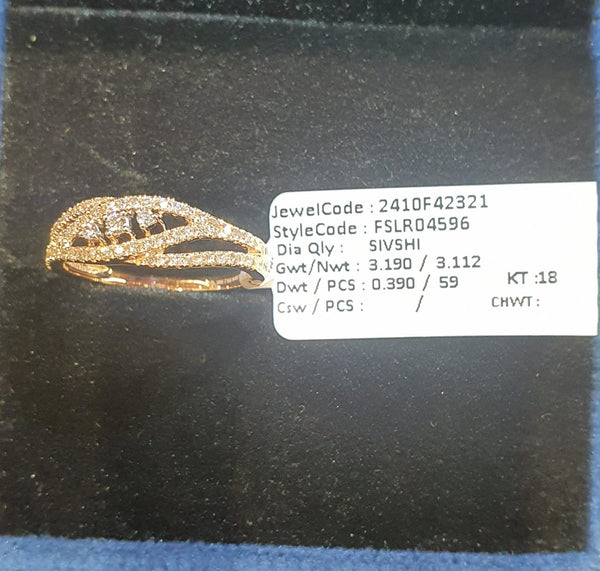 JewelCode : 2410F42321
StyleCode : FSLR04596
Dia Qly : SIVSHI
Gwt/Nwt : 3.190 / 3.112
Dwt / PCS : 0.390 / 59 KT :18
Csw / PCS : / CHWT :